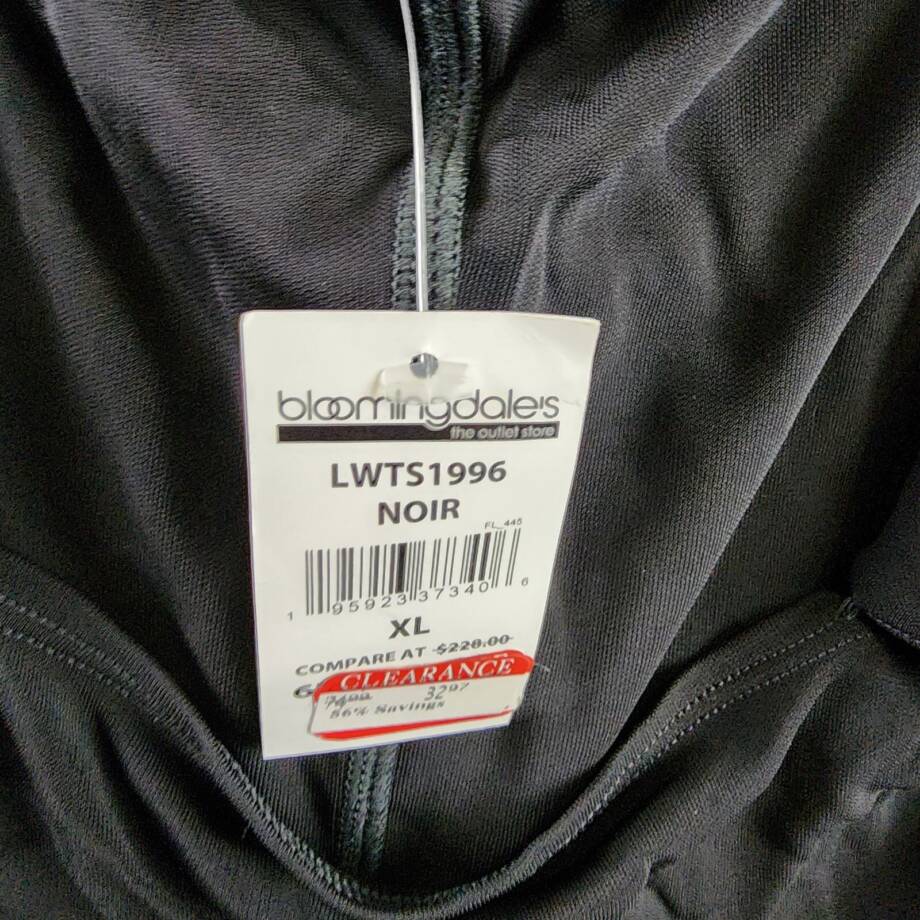 bloomingdale's
the outlet store
LWTS1996
NOIR
FL_445
1 95923 37340 6
XL
COMPARE AT $228.00
CLEARANCE
3297
86% Savings